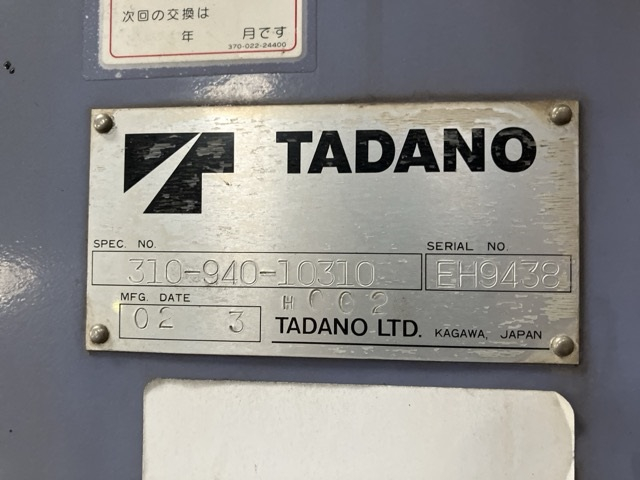 次回の交換は
年 月です
370-022-24400
TADANO
SPEC. NO. SERIAL NO.
310-940-10310 EH9438
MFG. DATE H002
02 3 TADANO LTD. KAGAWA, JAPAN